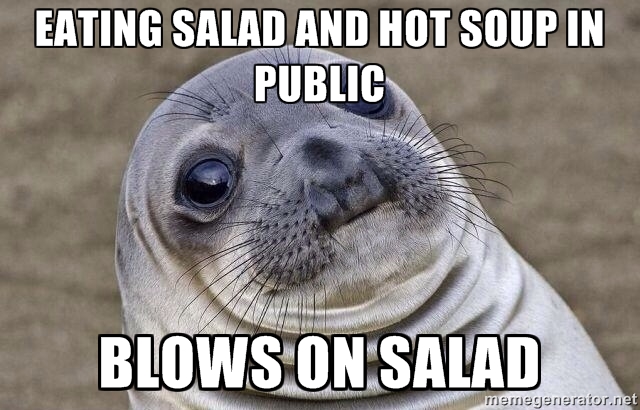 EATING SALAD AND HOT SOUP IN
PUBLIC
BLOWS ON SALAD
memegenerator.net